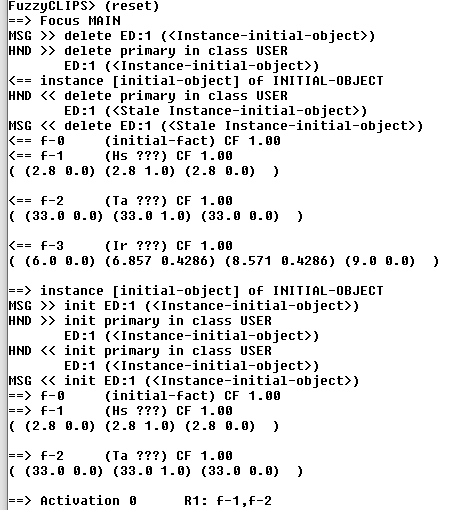 FuzzyCLIPS> (reset)
==> Focus MAIN
MSG >> delete ED:1 (<Instance-initial-object>)
HND >> delete primary in class USER
ED:1 (<Instance-initial-object>)
<== instance [initial-object] of INITIAL-OBJECT
HND << delete primary in class USER
ED:1 (<Stale Instance-initial-object>)
MSG << delete ED:1 (<Stale Instance-initial-object>)
<== f-0 (initial-fact) CF 1.00
<== f-1 (Hs ???) CF 1.00
( (2.8 0.0) (2.8 1.0) (2.8 0.0) )
<== f-2 (Ta ???) CF 1.00
( (33.0 0.0) (33.0 1.0) (33.0 0.0) )
<== f-3 (Ir ???) CF 1.00
( (6.0 0.0) (6.857 0.4286) (8.571 0.4286) (9.0 0.0) )
==> instance [initial-object] of INITIAL-OBJECT
MSG >> init ED:1 (<Instance-initial-object>)
HND >> init primary in class USER
ED:1 (<Instance-initial-object>)
HND << init primary in class USER
ED:1 (<Instance-initial-object>)
MSG << init ED:1 (<Instance-initial-object>)
==> f-0 (initial-fact) CF 1.00
==> f-1 (Hs ???) CF 1.00
( (2.8 0.0) (2.8 1.0) (2.8 0.0) )
==> f-2 (Ta ???) CF 1.00
( (33.0 0.0) (33.0 1.0) (33.0 0.0) )
==> Activation 0 R1: f-1,f-2